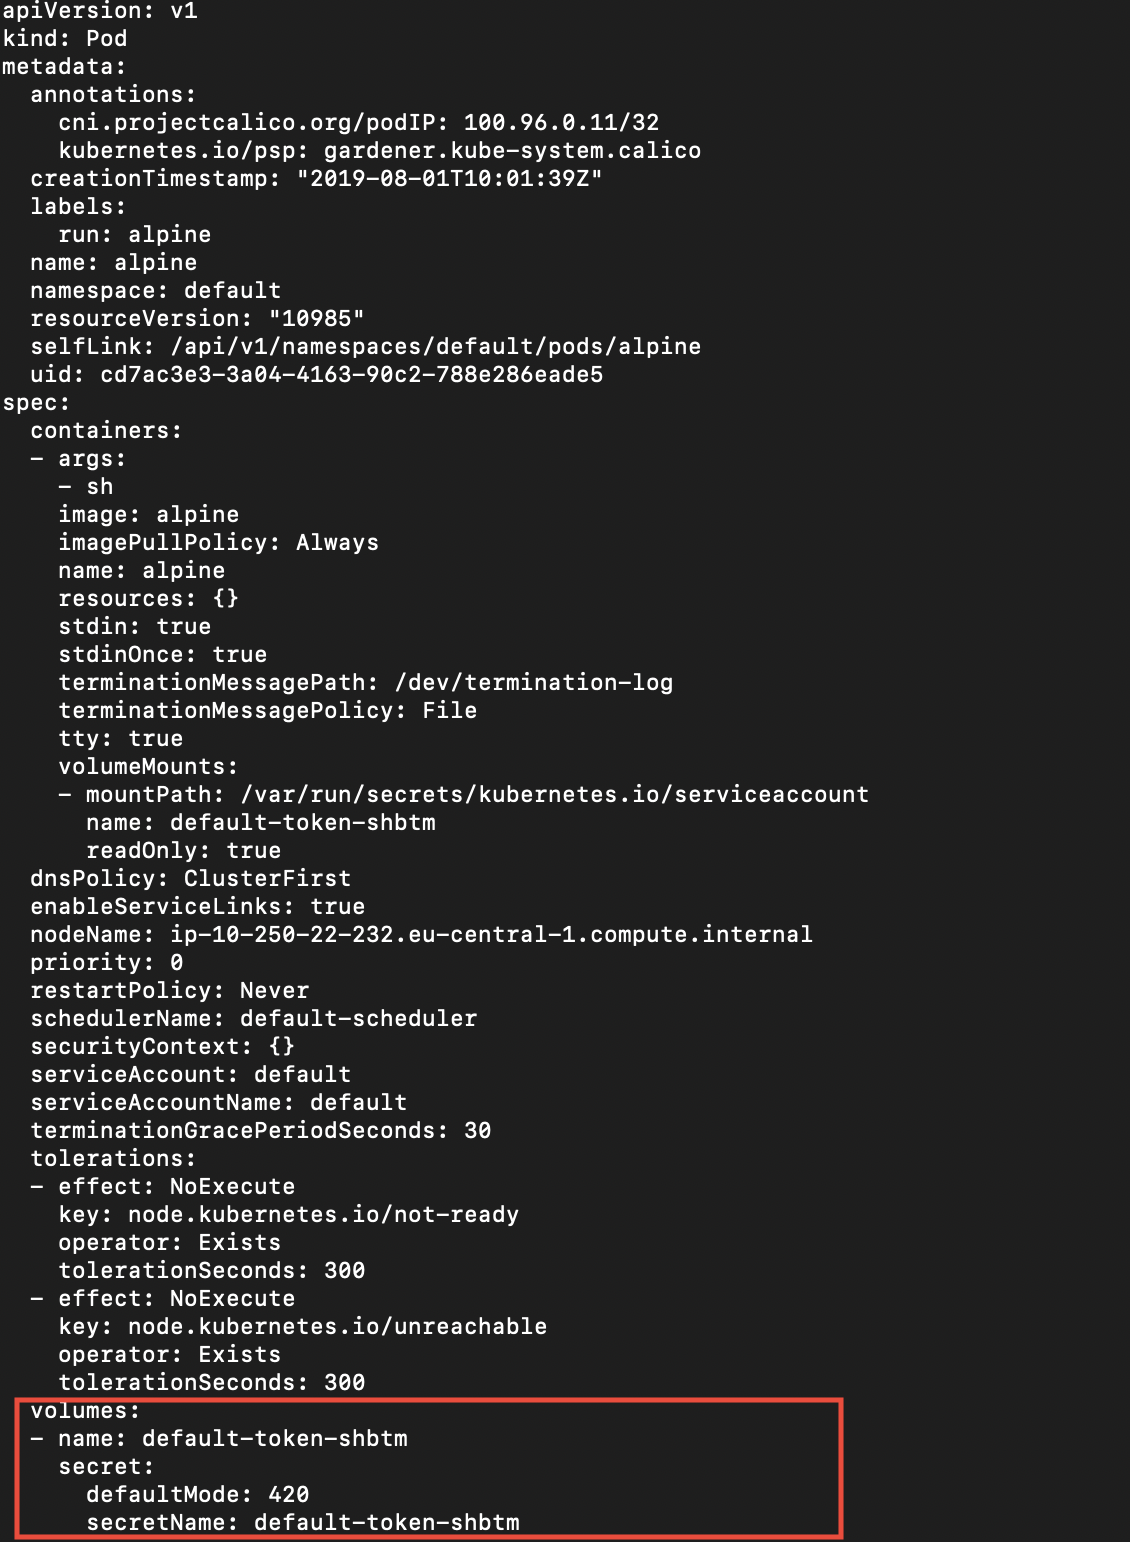 apiVersion: v1
kind: Pod
metadata:
  annotations:
    cni.projectcalico.org/podIP: 100.96.0.11/32
    kubernetes.io/psp: gardener.kube-system.calico
  creationTimestamp: "2019-08-01T10:01:39Z"
  labels:
    run: alpine
  name: alpine
  namespace: default
  resourceVersion: "10985"
  selfLink: /api/v1/namespaces/default/pods/alpine
  uid: cd7ac3e3-3a04-4163-90c2-788e286eade5
spec:
  containers:
  - args:
    - sh
    image: alpine
    imagePullPolicy: Always
    name: alpine
    resources: {}
    stdin: true
    stdinOnce: true
    terminationMessagePath: /dev/termination-log
    terminationMessagePolicy: File
    tty: true
    volumeMounts:
    - mountPath: /var/run/secrets/kubernetes.io/serviceaccount
      name: default-token-shbtm
      readOnly: true
  dnsPolicy: ClusterFirst
  enableServiceLinks: true
  nodeName: ip-10-250-22-232.eu-central-1.compute.internal
  priority: 0
  restartPolicy: Never
  schedulerName: default-scheduler
  securityContext: {}
  serviceAccount: default
  serviceAccountName: default
  terminationGracePeriodSeconds: 30
  tolerations:
  - effect: NoExecute
    key: node.kubernetes.io/not-ready
    operator: Exists
    tolerationSeconds: 300
  - effect: NoExecute
    key: node.kubernetes.io/unreachable
    operator: Exists
    tolerationSeconds: 300
  volumes:
  - name: default-token-shbtm
    secret:
      defaultMode: 420
      secretName: default-token-shbtm